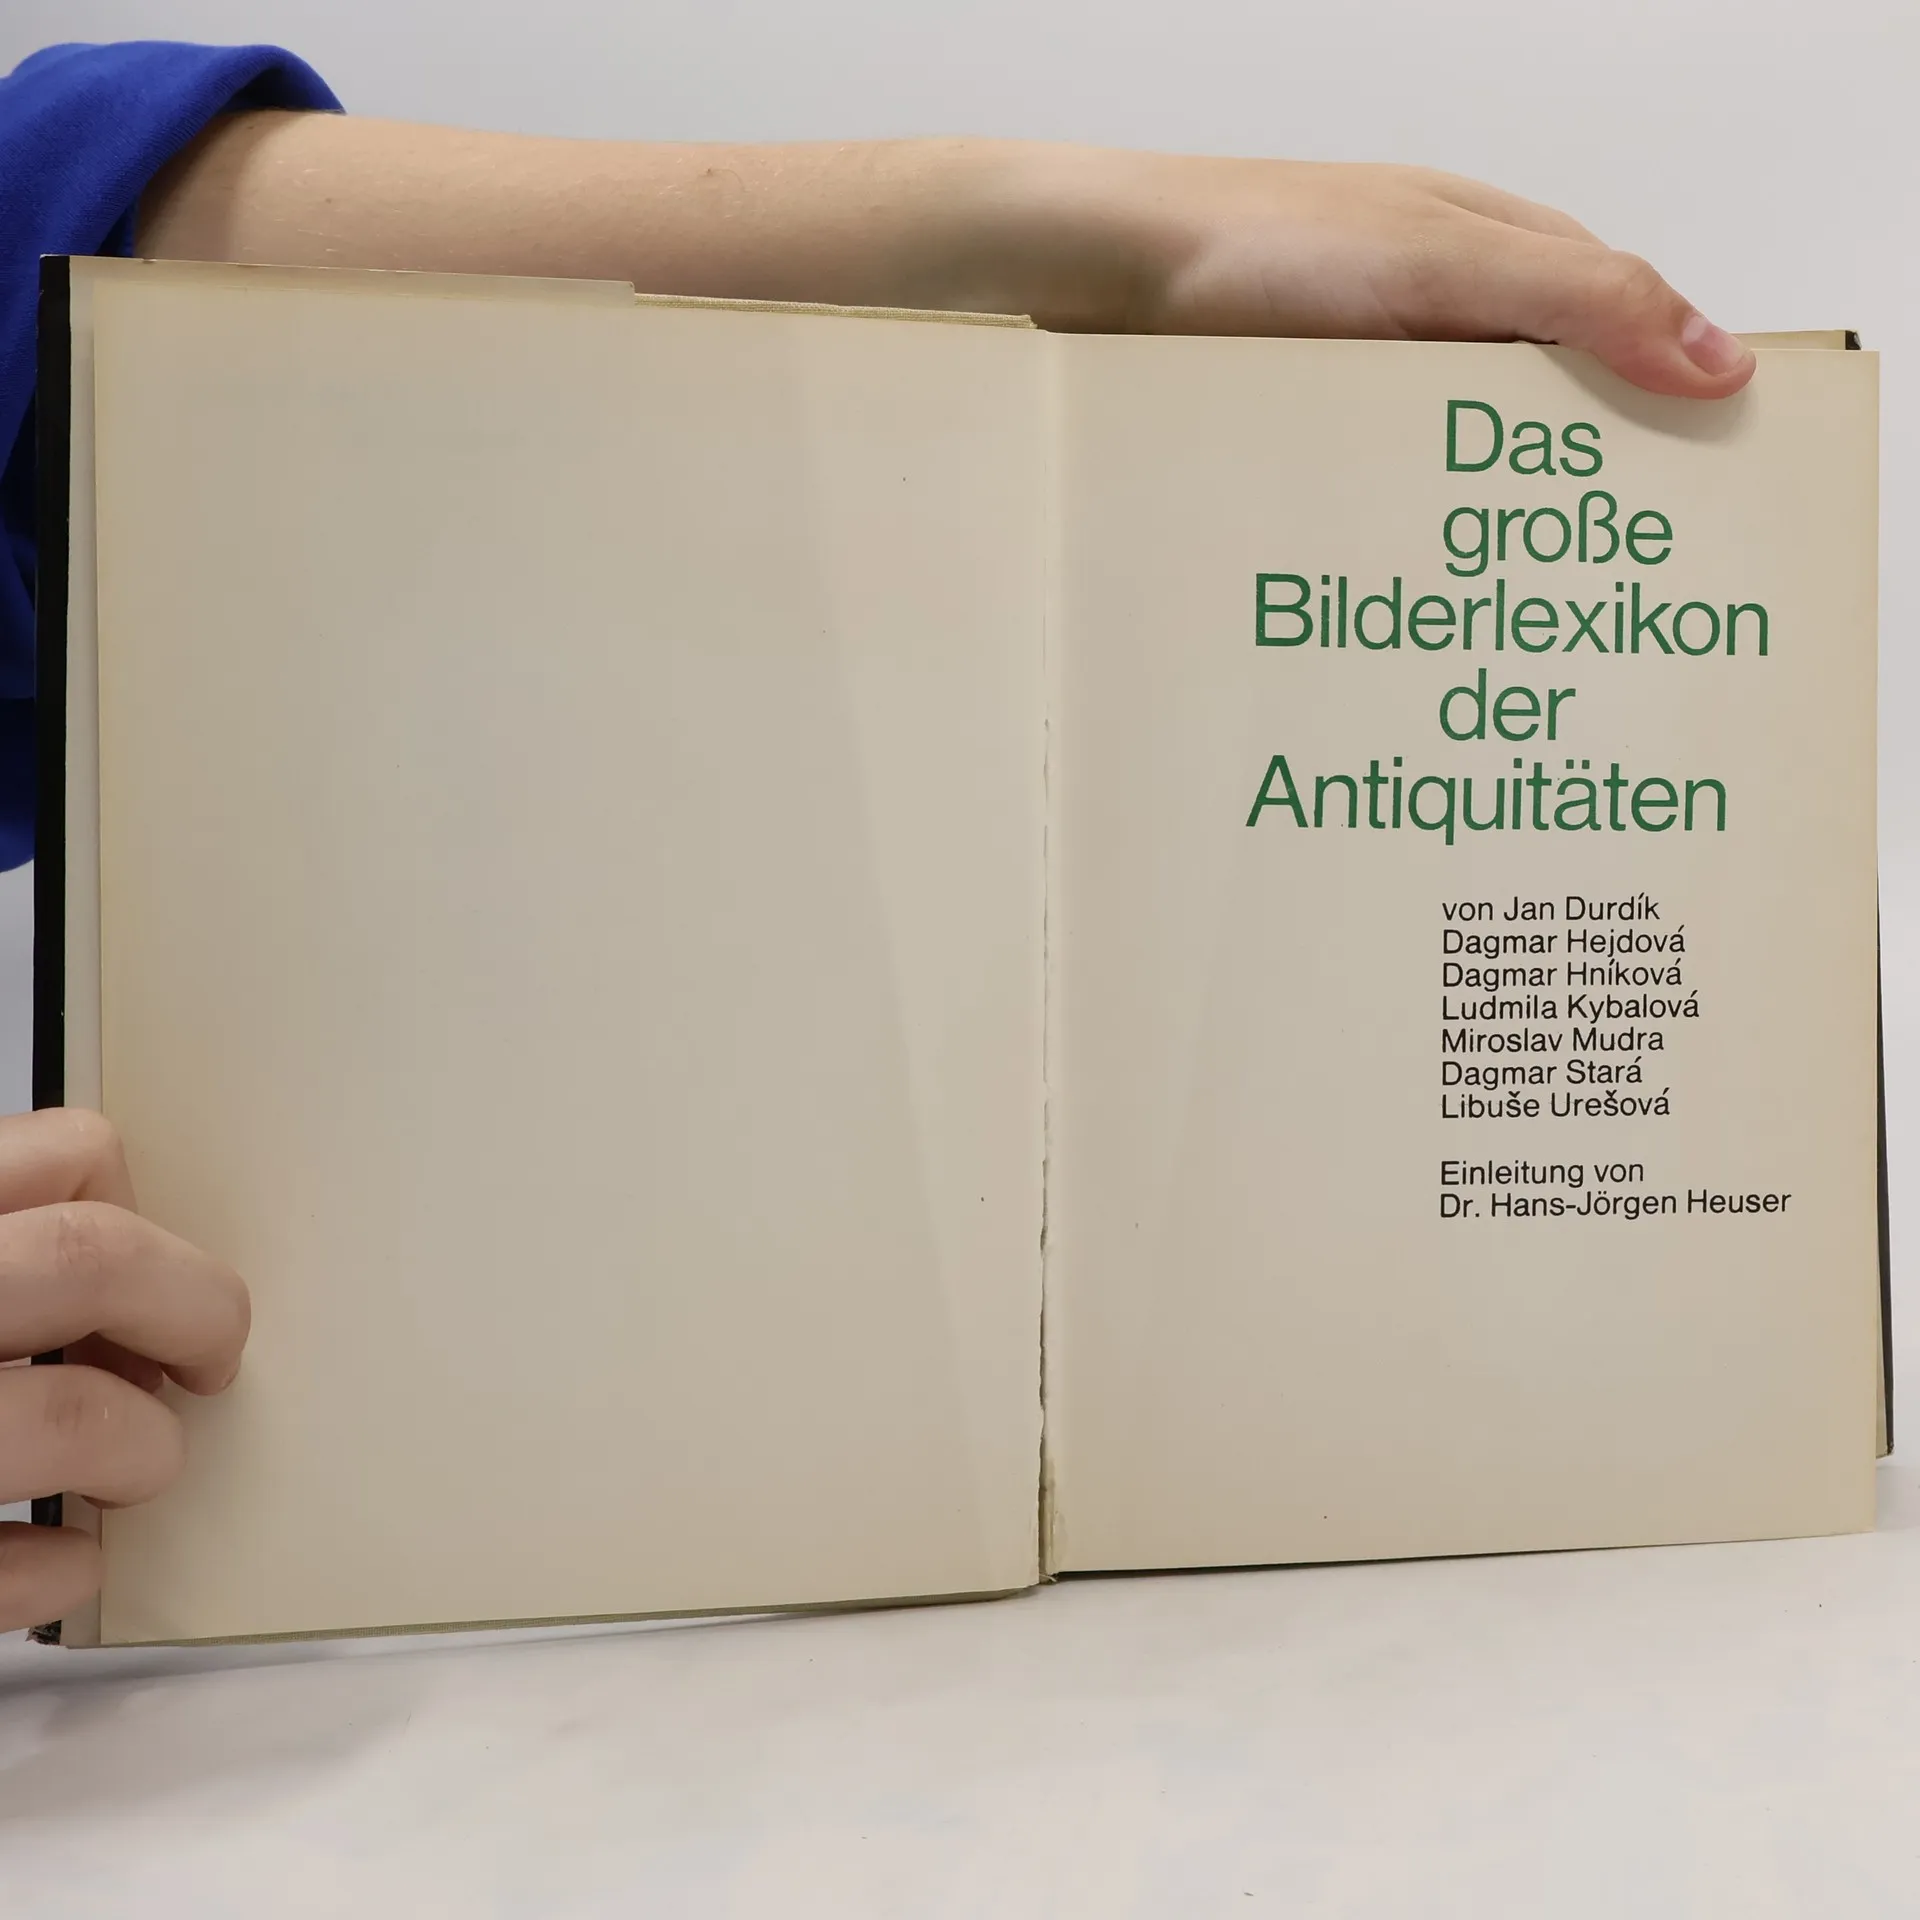 Das
große
Bilderlexikon
der
Antiquitäten
von Jan Durdík
Dagmar Hejdová
Dagmar Hníková
Ludmila Kybalová
Miroslav Mudra
Dagmar Stará
Libuše Urešová
Einleitung von
Dr. Hans-Jörgen Heuser